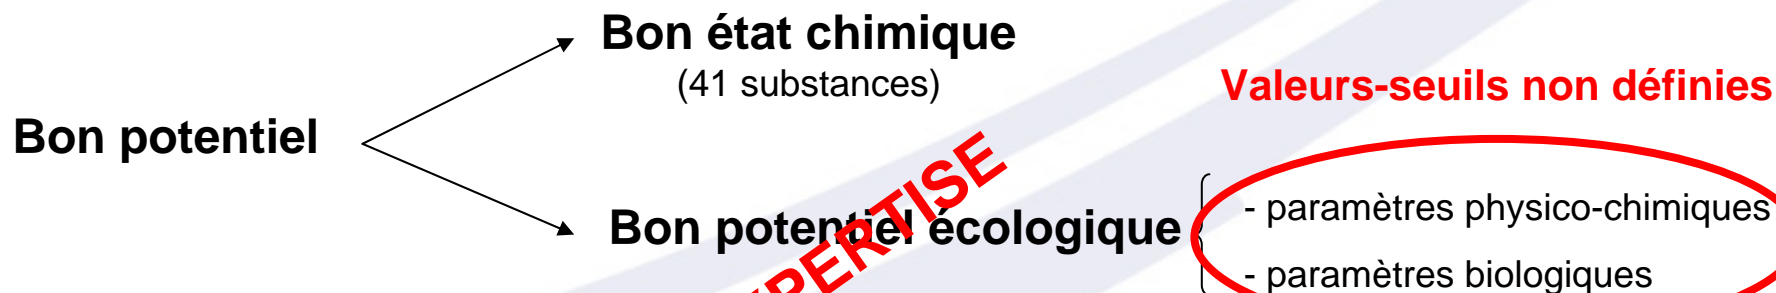 Bon état chimique
(41 substances)
Valeurs-seuils non définies
Bon potentiel
Bon potentiel écologique
- paramètres physico-chimiques
- paramètres biologiques